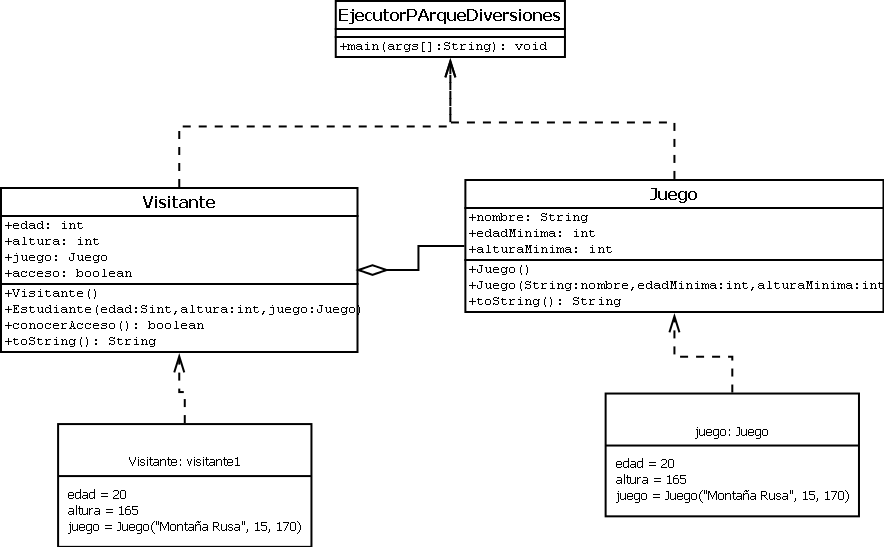 EjecutorPArqueDiversiones
+main(args[]:String): void
Visitante
+edad: int
+altura: int
+juego: Juego
+acceso: boolean
+Visitante()
+Estudiante(edad:Sint,altura:int,juego:Juego)
+conocerAcceso(): boolean
+toString(): String
Juego
+nombre: String
+edadMinima: int
+alturaMinima: int
+Juego()
+Juego(String:nombre,edadMinima:int,alturaMinima:int
+toString(): String
Visitante: visitante1
edad = 20
altura = 165
juego = Juego("Montaña Rusa", 15, 170)
juego: Juego
edad = 20
altura = 165
juego = Juego("Montaña Rusa", 15, 170)